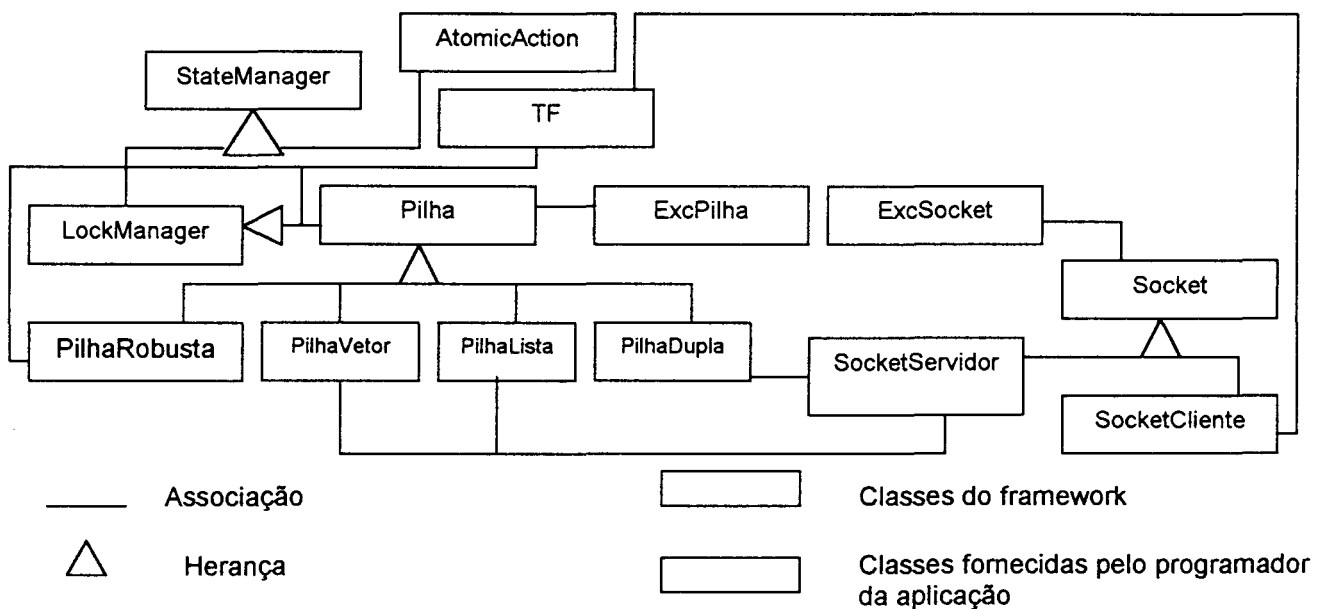 AtomicAction
StateManager
TF
Pilha
ExcPilha
ExcSocket
LockManager
Socket
PilhaRobusta
PilhaVetor
PilhaLista
PilhaDupla
SocketServidor
SocketCliente
Associação
Classes do framework
Herança
Classes fornecidas pelo programador
da aplicação